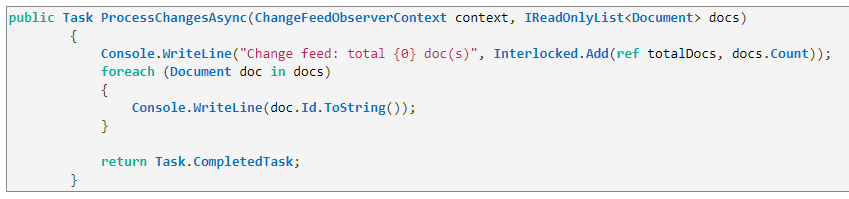 public Task ProcessChangesAsync(ChangeFeedObserverContext context, IReadOnlyList<Document> docs)
        {
            Console.WriteLine("Change feed: total {0} doc(s)", Interlocked.Add(ref totalDocs, docs.Count));
            foreach (Document doc in docs)
            {
                Console.WriteLine(doc.Id.ToString());
            }

            return Task.CompletedTask;
        }